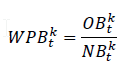 WPB_t^k = OB_t^k / NB_t^k